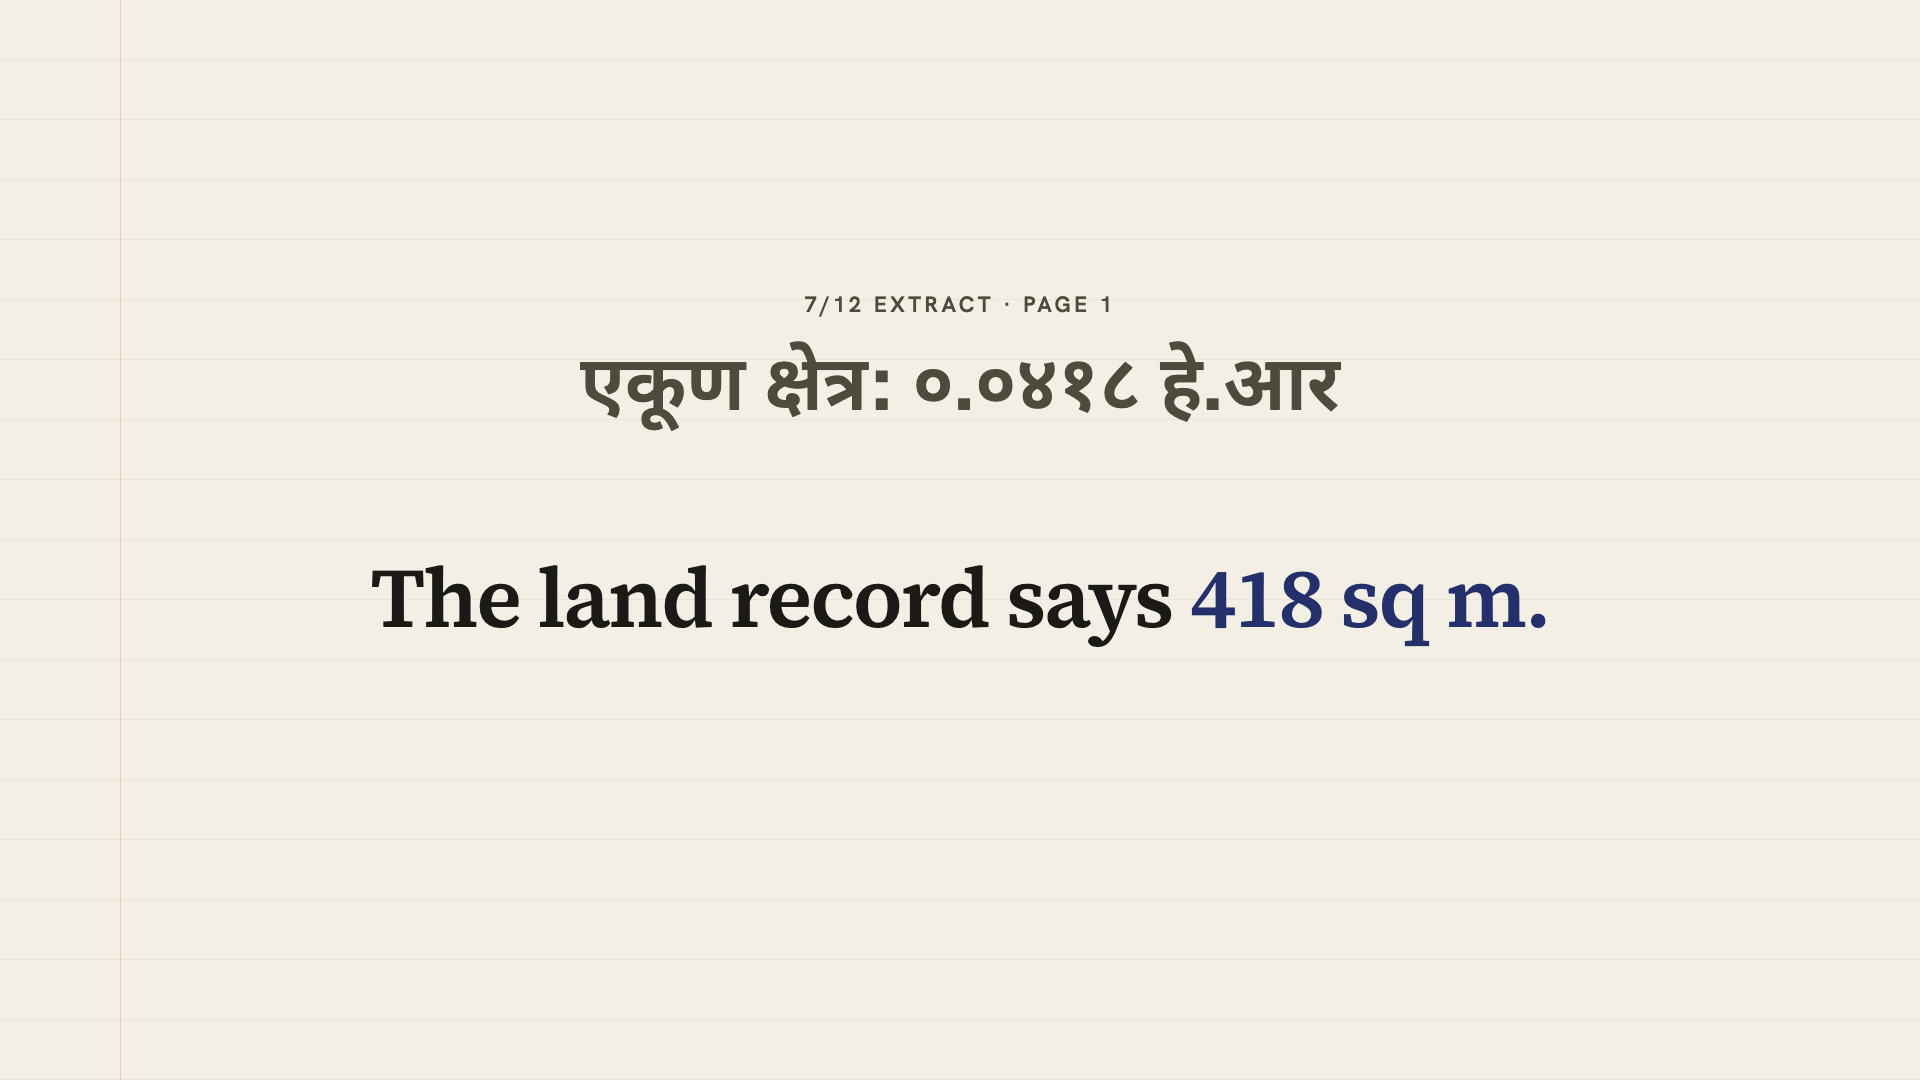 7/12 EXTRACT · PAGE 1
एकूण क्षेत्र: ०.०४१८ हे.आर
The land record says 418 sq m.